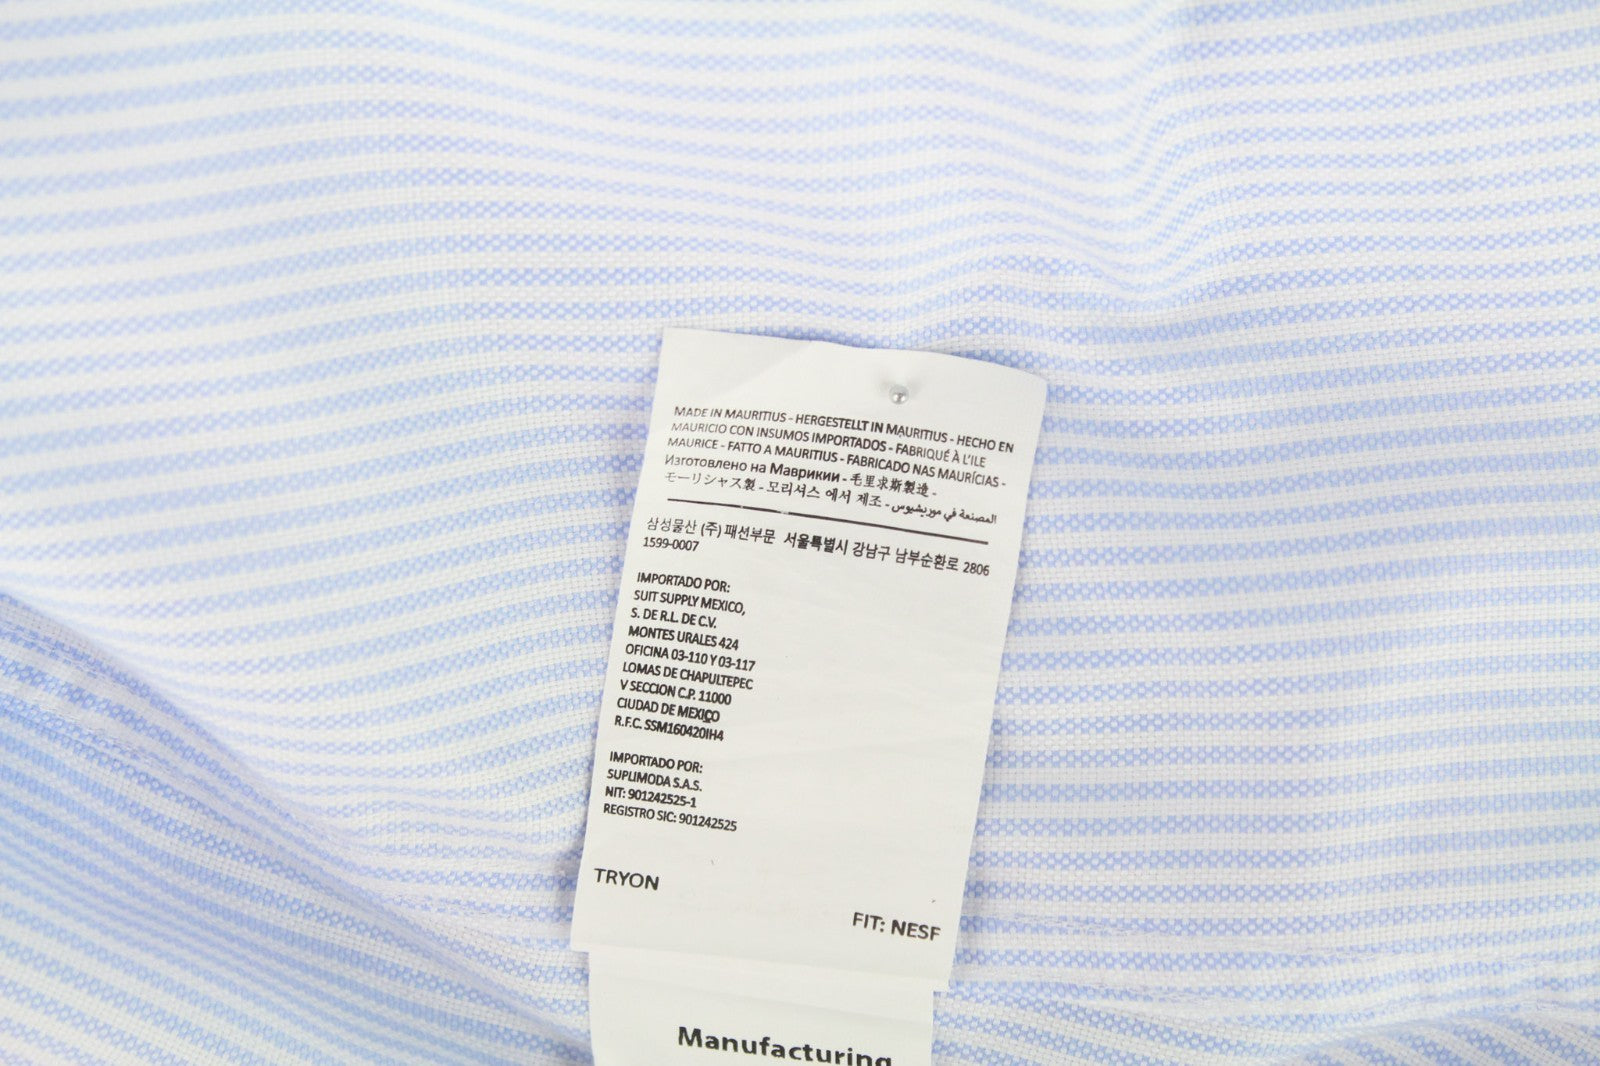 MADE IN MAURITIUS - HERGESTELLT IN MAURITIUS - HECHO EN
MAURICIO CON INSUMOS IMPORTADOS - FABRIQUÉ À L'ILE
MAURICE - FATTO A MAURITIUS - FABRICADO NAS MAURÍCIAS -
Изготовлено на Маврикии - 毛里求斯製造 -
モーリシャス製 - 모리셔스 에서 제조 - المصنعة في موريشيوس
삼성물산 (주) 패션부문 서울특별시 강남구 남부순환로 2806
1599-0007
IMPORTADO POR:
SUIT SUPPLY MEXICO,
S. DE R.L. DE C.V.
MONTES URALES 424
OFICINA 03-110 Y 03-117
LOMAS DE CHAPULTEPEC
V SECCION C.P. 11000
CIUDAD DE MEXICO
R.F.C. SSM160420IH4
IMPORTADO POR:
SUPLIMODA S.A.S.
NIT: 901242525-1
REGISTRO SIC: 901242525
TRYON
FIT: NESF
Manufacturing